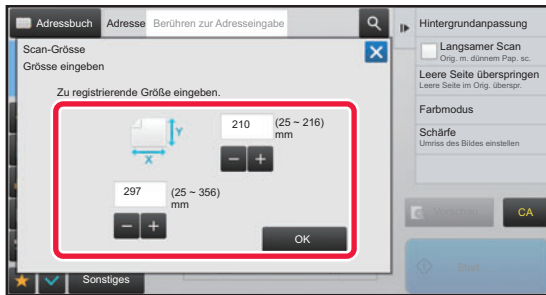 Adressbuch Adresse Berühren zur Adresseingabe
Scan-Grösse
Grösse eingeben
Zu registrierende Größe eingeben.
Y
X
210 (25 ~ 216)
mm
297 (25 ~ 356)
mm
OK
Sonstiges
Hintergrundanpassung
Langsamer Scan
Orig. m. dünnem Pap. sc.
Leere Seite überspringen
Leere Seite im Orig. überspr.
Farbmodus
Schärfe
Umriss des Bildes einstellen
Vorschau CA
Start